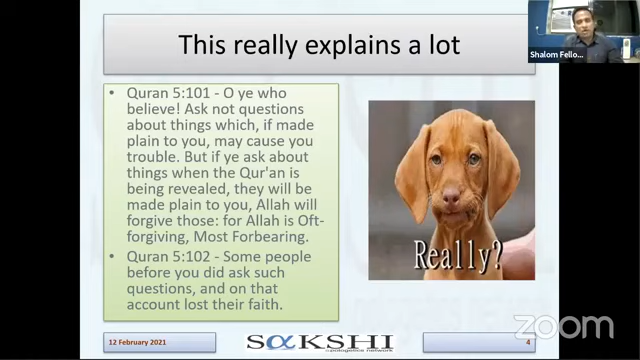 This really explains a lot
Shalom Fello...
• Quran 5:101 - O ye who
believe! Ask not questions
about things which, if made
plain to you, may cause you
trouble. But if ye ask about
things when the Qur'an is
being revealed, they will be
made plain to you, Allah will
forgive those: for Allah is Oft-
forgiving, Most Forbearing.
• Quran 5:102 - Some people
before you did ask such
questions, and on that
account lost their faith.
Really?
12 February 2021
SαKSHI
apologetics network
4
zoom